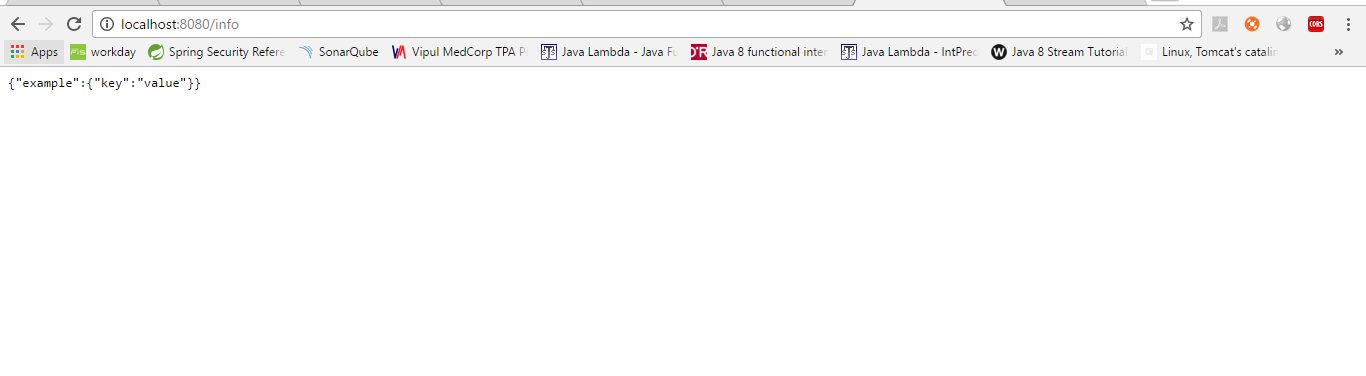 localhost:8080/info
Apps workday Spring Security Refere SonarQube Vipul MedCorp TPA P Java Lambda - Java Fu Java 8 functional inter Java Lambda - IntPred Java 8 Stream Tutorial Linux, Tomcat's catalin »
{"example":{"key":"value"}}